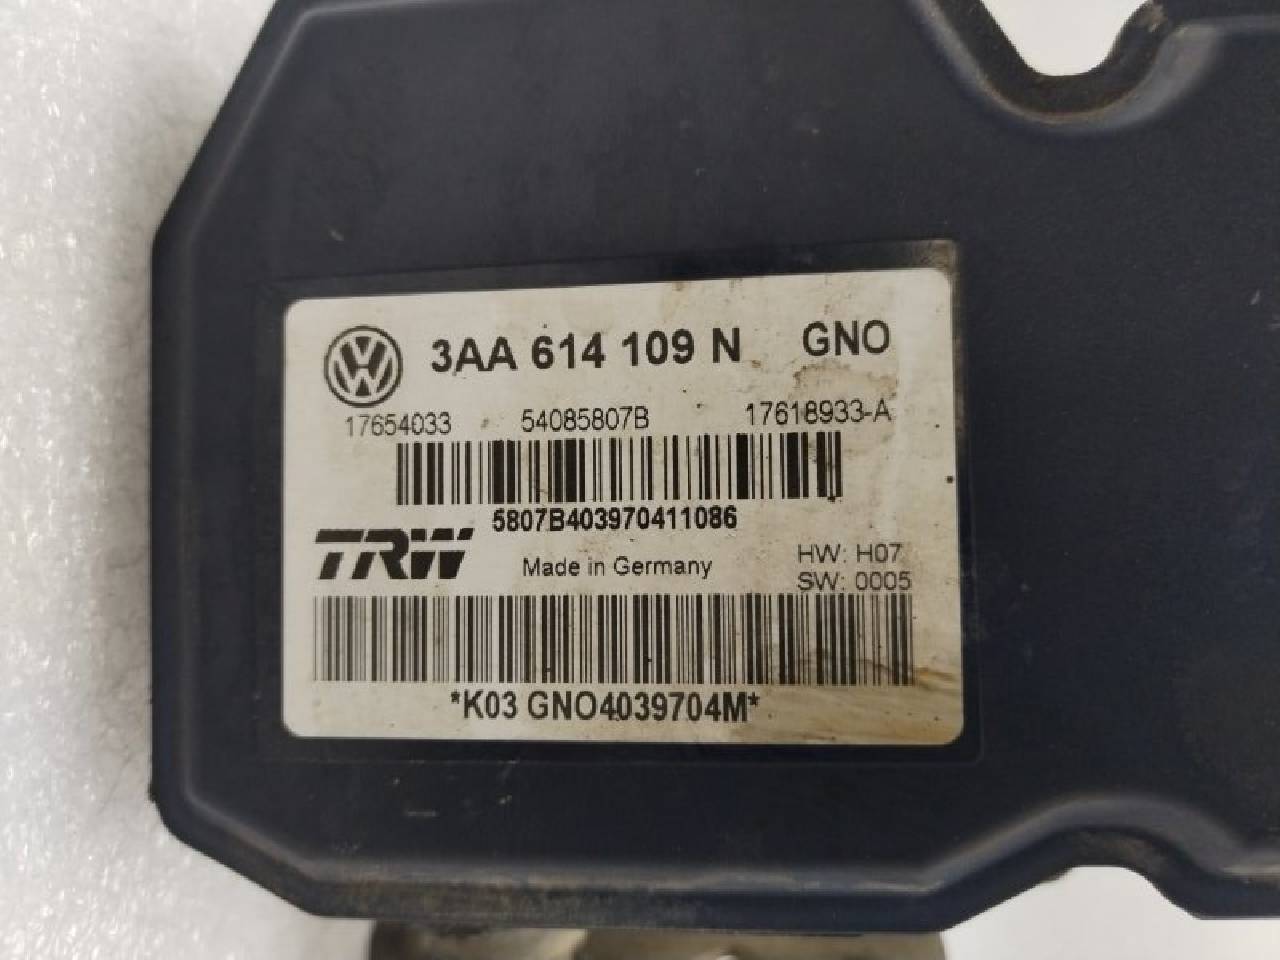 3AA 614 109 N GNO
17654033 54085807B 17618933-A
5807B403970411086
TRW Made in Germany HW: H07
SW: 0005
*K03 GNO4039704M*